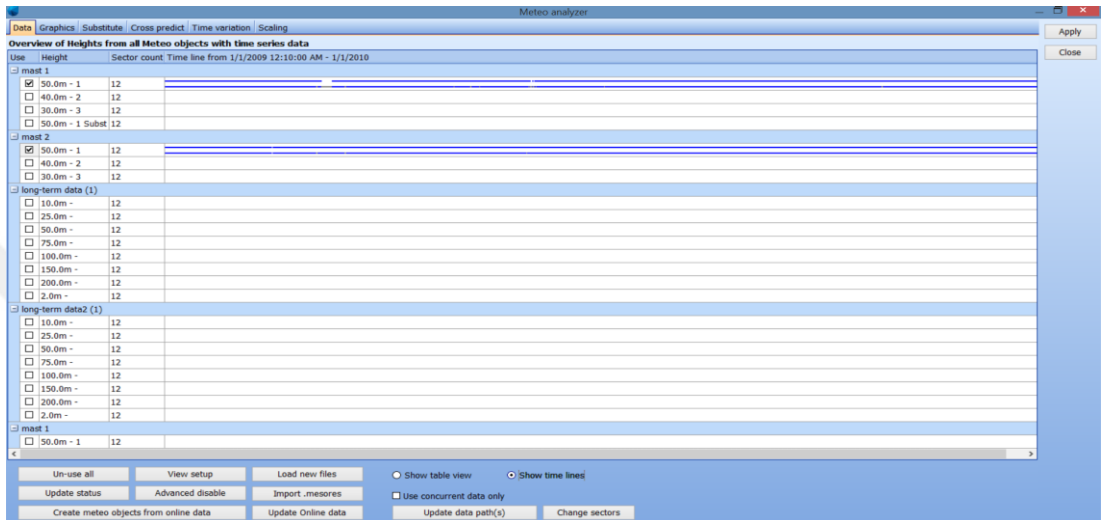 Meteo analyzer
Data Graphics Substitute Cross predict Time variation Scaling
Apply
Overview of Heights from all Meteo objects with time series data
Close
Use Height Sector count Time line from 1/1/2009 12:10:00 AM - 1/1/2010
mast 1
50.0m - 1 12
40.0m - 2 12
30.0m - 3 12
50.0m - 1 Subst 12
mast 2
50.0m - 1 12
40.0m - 2 12
30.0m - 3 12
long-term data (1)
10.0m - 12
25.0m - 12
50.0m - 12
75.0m - 12
100.0m - 12
150.0m - 12
200.0m - 12
2.0m - 12
long-term data2 (1)
10.0m - 12
25.0m - 12
50.0m - 12
75.0m - 12
100.0m - 12
150.0m - 12
200.0m - 12
2.0m - 12
mast 1
50.0m - 1 12
Un-use all View setup Load new files Show table view Show time lines
Update status Advanced disable Import .mesores Use concurrent data only
Create meteo objects from online data Update Online data Update data path(s) Change sectors